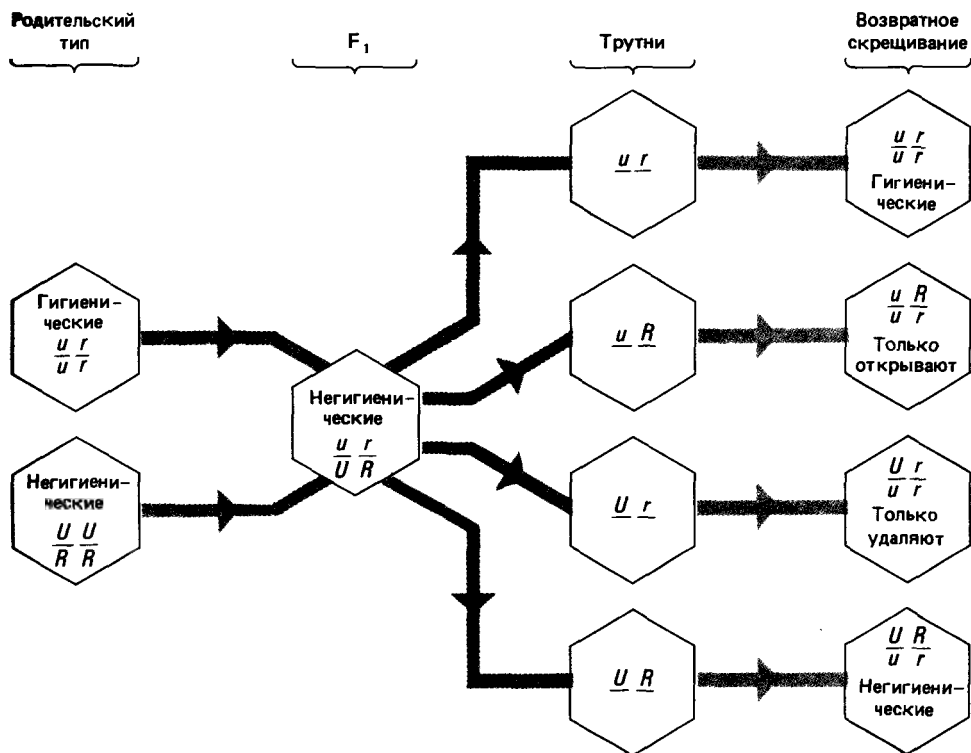 Родительский
тип
F₁
Трутни
Возвратное
скрещивание
Гигиени-
ческие
u r
u r
Негигиени-
ческие
U U
R R
Негигиени-
ческие
u r
U R
u r
u R
U r
U R
u r
u r
Гигиени-
ческие
u R
u r
Только
открывают
U r
u r
Только
удаляют
U R
u r
Негигиени-
ческие